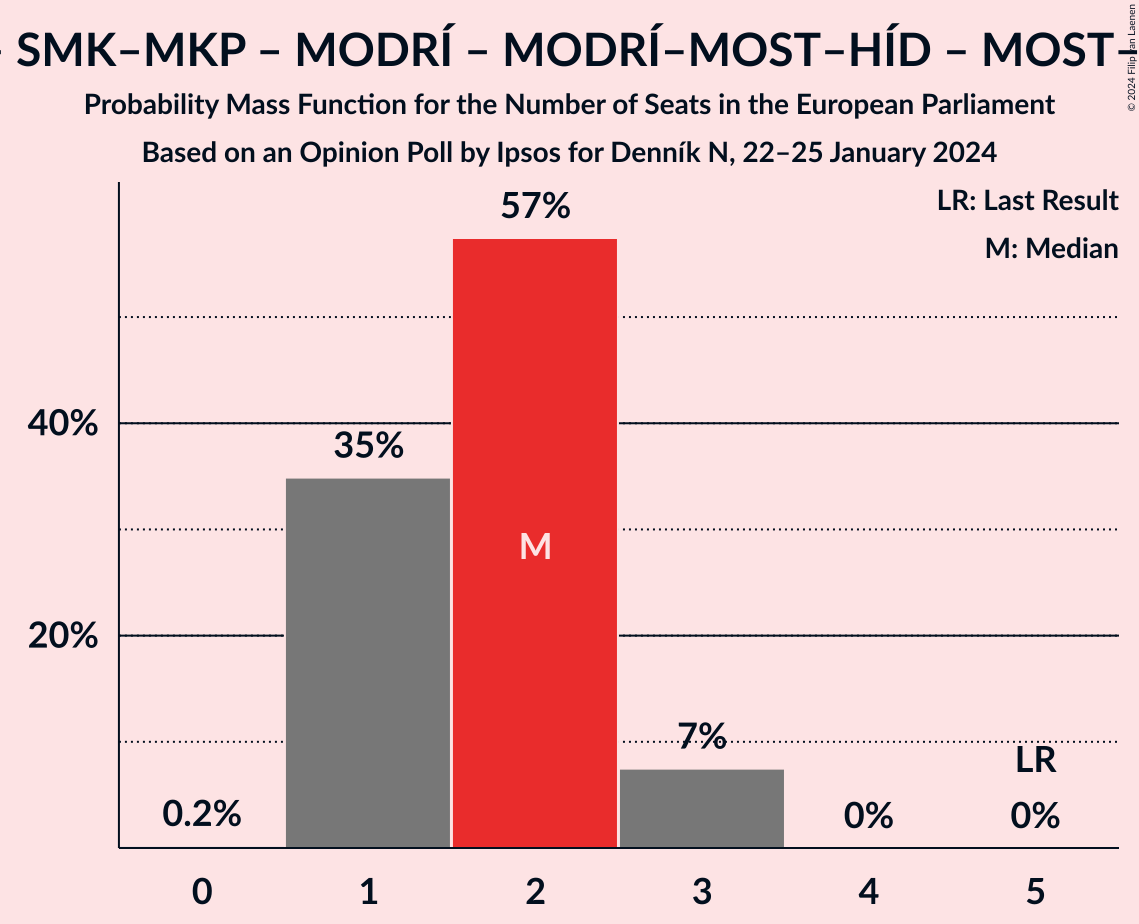 – SMK–MKP – MODRÍ – MODRÍ–MOST–HÍD – MOST–
Probability Mass Function for the Number of Seats in the European Parliament
Based on an Opinion Poll by Ipsos for Denník N, 22–25 January 2024
© 2024 Filip van Laenen
LR: Last Result
M: Median
57%
40%
35%
M
20%
7%
LR
0.2%
0%
0%
0 1 2 3 4 5